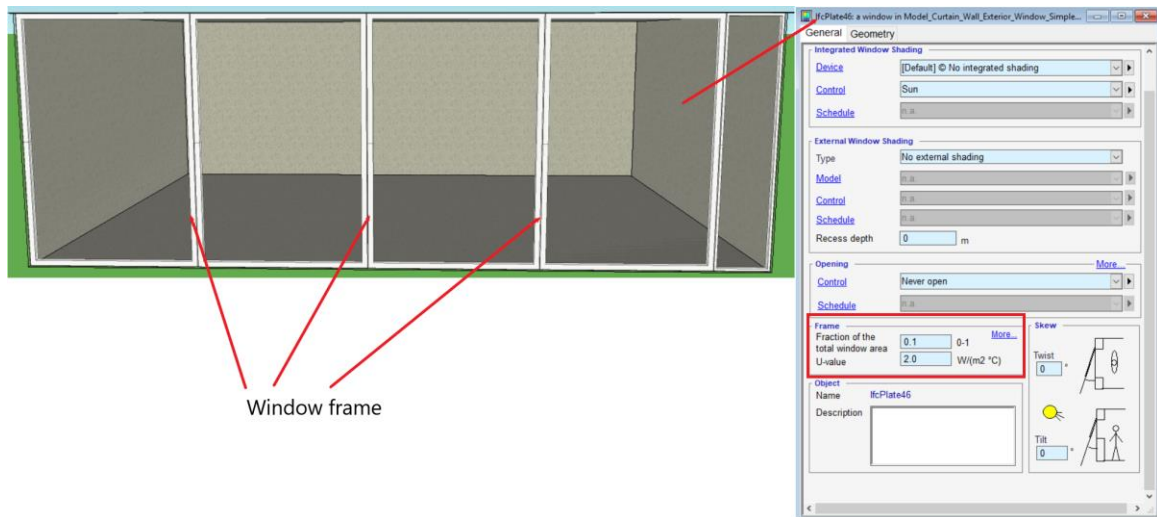 IfcPlate46: a window in Model_Curtain_Wall_Exterior_Window_Simple...
General Geometry
Integrated Window Shading
Device [Default] © No integrated shading
Control Sun
Schedule n.a.
External Window Shading
Type No external shading
Model n.a.
Control n.a.
Schedule n.a.
Recess depth 0 m
Opening More...
Control Never open
Schedule n.a.
Frame
Fraction of the
total window area 0.1 0-1 More...
U-value 2.0 W/(m2 °C)
Skew
Twist
0 °
Tilt
0 °
Object
Name IfcPlate46
Description
Window frame